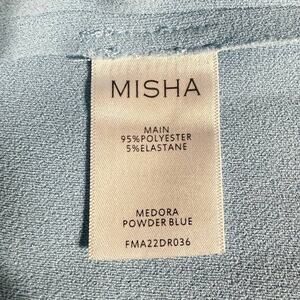 MISHA
MAIN
95%POLYESTER
5%ELASTANE
MEDORA
POWDER BLUE
FMA22DR036